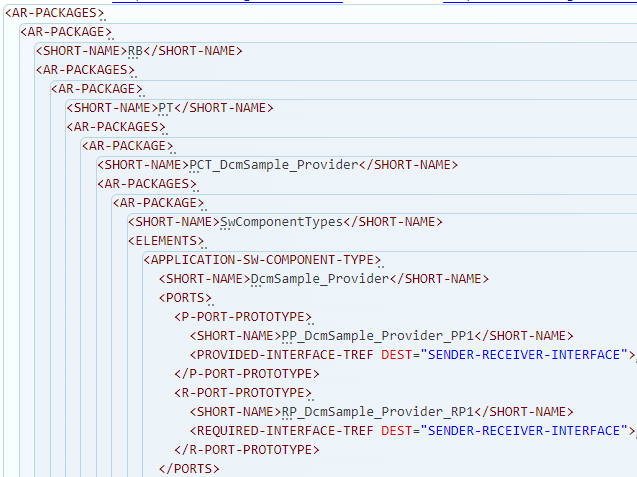 <AR-PACKAGES>
<AR-PACKAGE>
<SHORT-NAME>RB</SHORT-NAME>
<AR-PACKAGES>
<AR-PACKAGE>
<SHORT-NAME>PT</SHORT-NAME>
<AR-PACKAGES>
<AR-PACKAGE>
<SHORT-NAME>PCT_DcmSample_Provider</SHORT-NAME>
<AR-PACKAGES>
<AR-PACKAGE>
<SHORT-NAME>SwComponentTypes</SHORT-NAME>
<ELEMENTS>
<APPLICATION-SW-COMPONENT-TYPE>
<SHORT-NAME>DcmSample_Provider</SHORT-NAME>
<PORTS>
<P-PORT-PROTOTYPE>
<SHORT-NAME>PP_DcmSample_Provider_PP1</SHORT-NAME>
<PROVIDED-INTERFACE-TREF DEST="SENDER-RECEIVER-INTERFACE">
</P-PORT-PROTOTYPE>
<R-PORT-PROTOTYPE>
<SHORT-NAME>RP_DcmSample_Provider_RP1</SHORT-NAME>
<REQUIRED-INTERFACE-TREF DEST="SENDER-RECEIVER-INTERFACE">
</R-PORT-PROTOTYPE>
</PORTS>